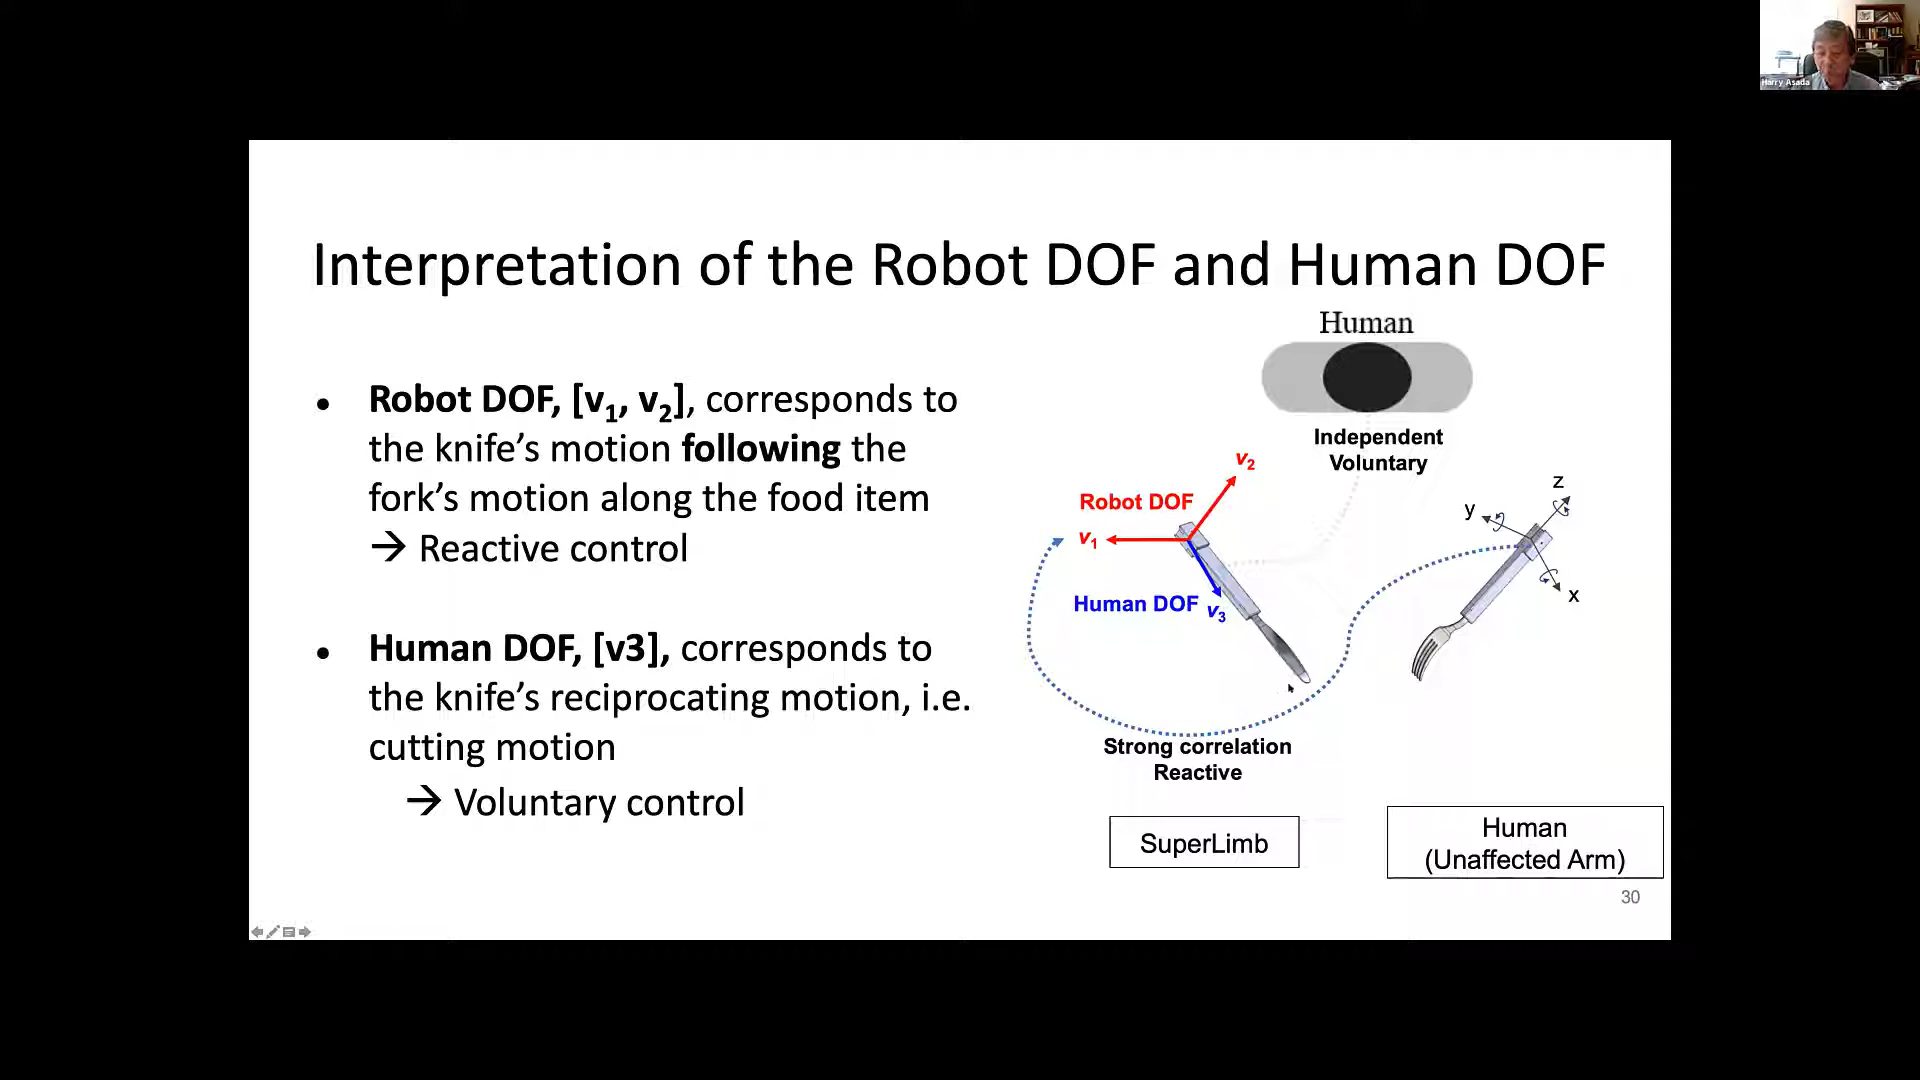 Harry Asada
Interpretation of the Robot DOF and Human DOF
• Robot DOF, [v1, v2], corresponds to
the knife's motion following the
fork's motion along the food item
→ Reactive control
• Human DOF, [v3], corresponds to
the knife's reciprocating motion, i.e.
cutting motion
→ Voluntary control
Human
Independent
Voluntary
v2
Robot DOF
v1
Human DOF
v3
z
y
x
Strong correlation
Reactive
SuperLimb
Human
(Unaffected Arm)
30